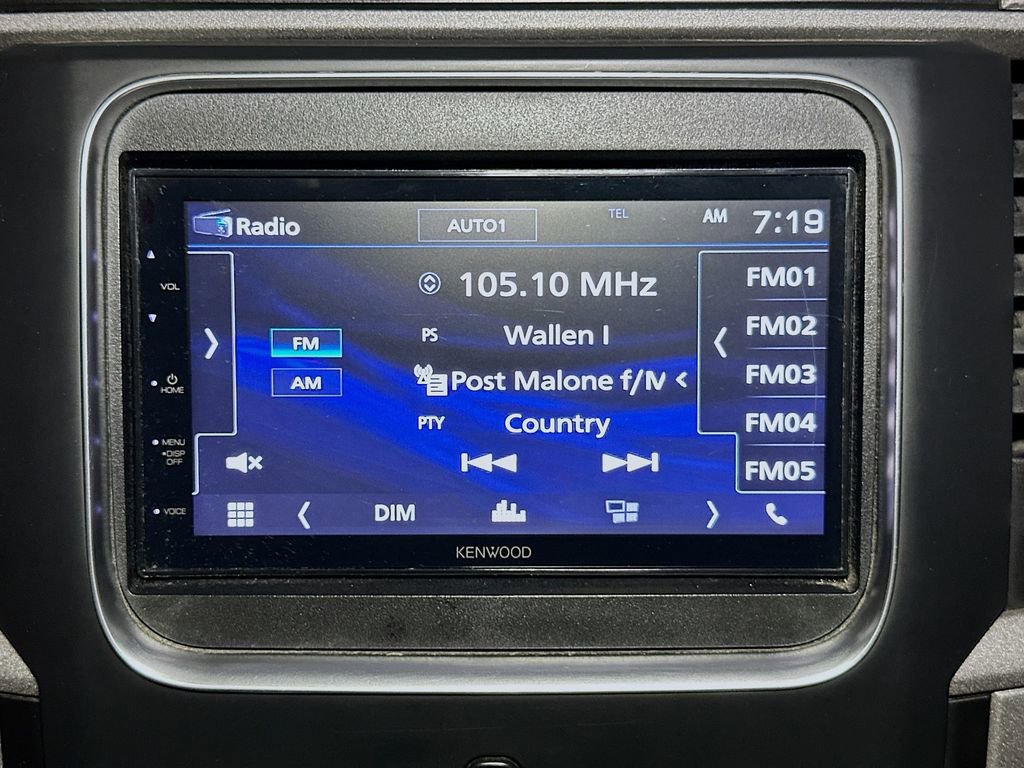 Radio
AUTO1
TEL
AM 7:19
VOL
HOME
MENU
•DISP
OFF
VOICE
105.10 MHz
FM
AM
PS Wallen I
Post Malone f/M <
PTY Country
FM01
FM02
FM03
FM04
FM05
DIM
KENWOOD